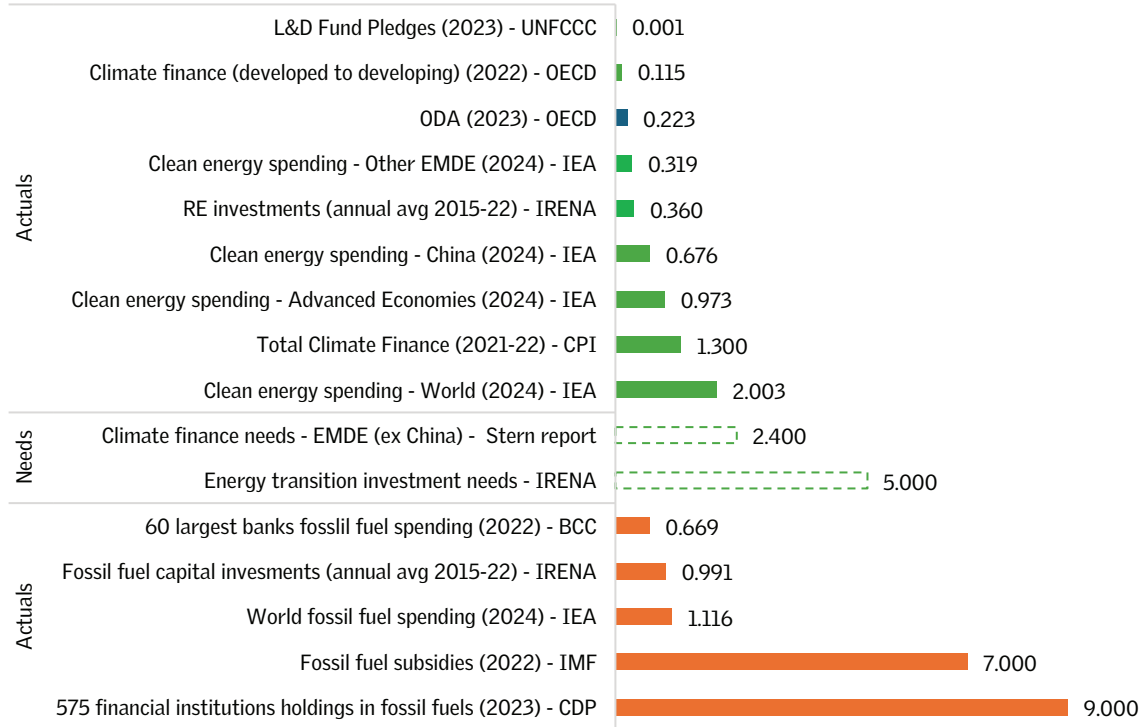 L&D Fund Pledges (2023) - UNFCCC 0.001
Climate finance (developed to developing) (2022) - OECD 0.115
ODA (2023) - OECD 0.223
Clean energy spending - Other EMDE (2024) - IEA 0.319
Actuals
RE investments (annual avg 2015-22) - IRENA 0.360
Clean energy spending - China (2024) - IEA 0.676
Clean energy spending - Advanced Economies (2024) - IEA 0.973
Total Climate Finance (2021-22) - CPI 1.300
Clean energy spending - World (2024) - IEA 2.003
Needs
Climate finance needs - EMDE (ex China) - Stern report 2.400
Energy transition investment needs - IRENA 5.000
60 largest banks fosslil fuel spending (2022) - BCC 0.669
Fossil fuel capital invesments (annual avg 2015-22) - IRENA 0.991
Actuals
World fossil fuel spending (2024) - IEA 1.116
Fossil fuel subsidies (2022) - IMF 7.000
575 financial institutions holdings in fossil fuels (2023) - CDP 9.000